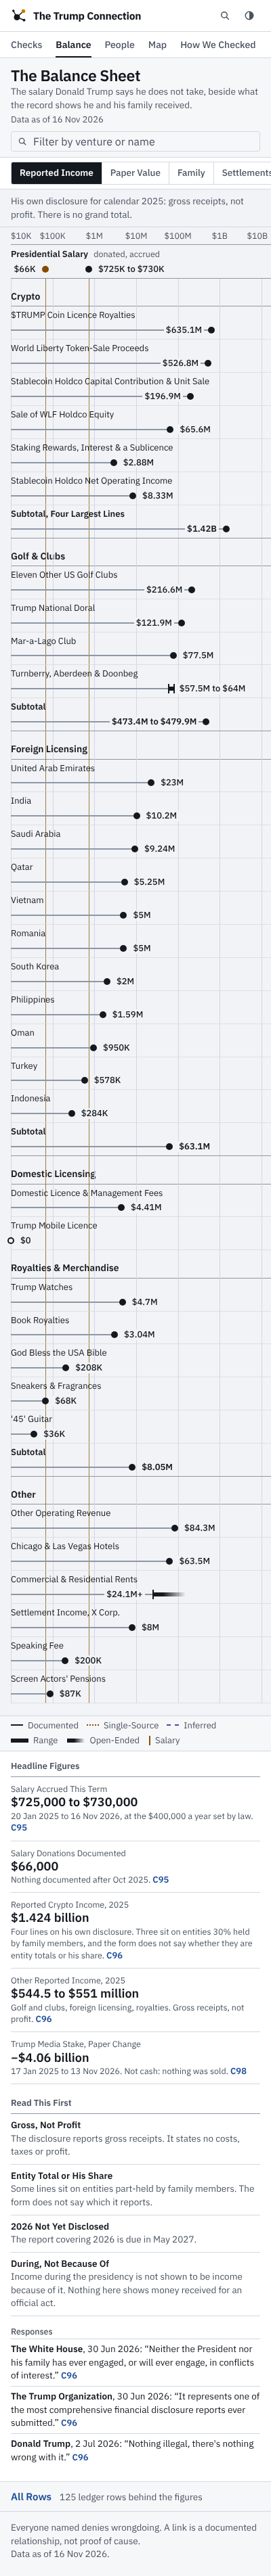 The Trump Connection
Checks Balance People Map How We Checked
The Balance Sheet
The salary Donald Trump says he does not take, beside what
the record shows he and his family received.
Data as of 16 Nov 2026
Filter by venture or name
Reported Income Paper Value Family Settlements
His own disclosure for calendar 2025: gross receipts, not
profit. There is no grand total.
$10K $100K $1M $10M $100M $1B $10B
Presidential Salary donated, accrued
$66K $725K to $730K
Crypto
$TRUMP Coin Licence Royalties
$635.1M
World Liberty Token-Sale Proceeds
$526.8M
Stablecoin Holdco Capital Contribution & Unit Sale
$196.9M
Sale of WLF Holdco Equity
$65.6M
Staking Rewards, Interest & a Sublicence
$2.88M
Stablecoin Holdco Net Operating Income
$8.33M
Subtotal, Four Largest Lines
$1.42B
Golf & Clubs
Eleven Other US Golf Clubs
$216.6M
Trump National Doral
$121.9M
Mar-a-Lago Club
$77.5M
Turnberry, Aberdeen & Doonbeg
$57.5M to $64M
Subtotal
$473.4M to $479.9M
Foreign Licensing
United Arab Emirates
$23M
India
$10.2M
Saudi Arabia
$9.24M
Qatar
$5.25M
Vietnam
$5M
Romania
$5M
South Korea
$2M
Philippines
$1.59M
Oman
$950K
Turkey
$578K
Indonesia
$284K
Subtotal
$63.1M
Domestic Licensing
Domestic Licence & Management Fees
$4.41M
Trump Mobile Licence
$0
Royalties & Merchandise
Trump Watches
$4.7M
Book Royalties
$3.04M
God Bless the USA Bible
$208K
Sneakers & Fragrances
$68K
'45' Guitar
$36K
Subtotal
$8.05M
Other
Other Operating Revenue
$84.3M
Chicago & Las Vegas Hotels
$63.5M
Commercial & Residential Rents
$24.1M+
Settlement Income, X Corp.
$8M
Speaking Fee
$200K
Screen Actors' Pensions
$87K
Documented Single-Source Inferred
Range Open-Ended Salary
Headline Figures
Salary Accrued This Term
$725,000 to $730,000
20 Jan 2025 to 16 Nov 2026, at the $400,000 a year set by law.
C95
Salary Donations Documented
$66,000
Nothing documented after Oct 2025. C95
Reported Crypto Income, 2025
$1.424 billion
Four lines on his own disclosure. Three sit on entities 30% held
by family members, and the form does not say whether they are
entity totals or his share. C96
Other Reported Income, 2025
$544.5 to $551 million
Golf and clubs, foreign licensing, royalties. Gross receipts, not
profit. C96
Trump Media Stake, Paper Change
−$4.06 billion
17 Jan 2025 to 13 Nov 2026. Not cash: nothing was sold. C98
Read This First
Gross, Not Profit
The disclosure reports gross receipts. It states no costs,
taxes or profit.
Entity Total or His Share
Some lines sit on entities part-held by family members. The
form does not say which it reports.
2026 Not Yet Disclosed
The report covering 2026 is due in May 2027.
During, Not Because Of
Income during the presidency is not shown to be income
because of it. Nothing here shows money received for an
official act.
Responses
The White House, 30 Jun 2026: “Neither the President nor
his family has ever engaged, or will ever engage, in conflicts
of interest.” C96
The Trump Organization, 30 Jun 2026: “It represents one of
the most comprehensive financial disclosure reports ever
submitted.” C96
Donald Trump, 2 Jul 2026: “Nothing illegal, there's nothing
wrong with it.” C96
All Rows 125 ledger rows behind the figures
Everyone named denies wrongdoing. A link is a documented
relationship, not proof of cause.
Data as of 16 Nov 2026.